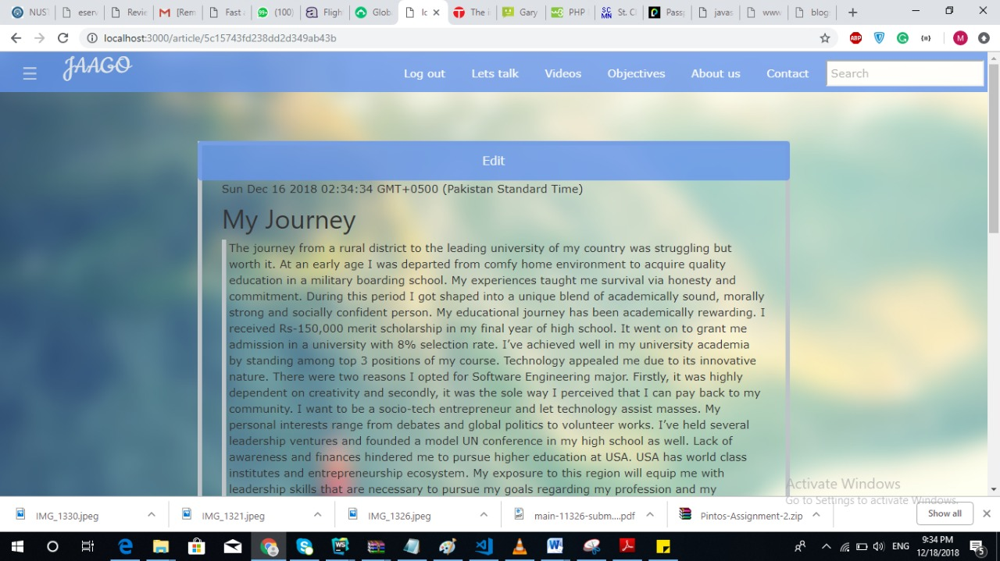 NUST
eserv
Revie
[Rem
Fast a
(100)
Fligh
Glob
Ic
The i
Gary
PHP
St. Cl
Pass
javas
www
blog
localhost:3000/article/5c15743fd238dd2d349ab43b
ABP
M
JAAGO
Log out Lets talk Videos Objectives About us Contact Search
Edit
Sun Dec 16 2018 02:34:34 GMT+0500 (Pakistan Standard Time)
My Journey
The journey from a rural district to the leading university of my country was struggling but
worth it. At an early age I was departed from comfy home environment to acquire quality
education in a military boarding school. My experiences taught me survival via honesty and
commitment. During this period I got shaped into a unique blend of academically sound, morally
strong and socially confident person. My educational journey has been academically rewarding. I
received Rs-150,000 merit scholarship in my final year of high school. It went on to grant me
admission in a university with 8% selection rate. I’ve achieved well in my university academia
by standing among top 3 positions of my course. Technology appealed me due to its innovative
nature. There were two reasons I opted for Software Engineering major. Firstly, it was highly
dependent on creativity and secondly, it was the sole way I perceived that I can pay back to my
community. I want to be a socio-tech entrepreneur and let technology assist masses. My
personal interests range from debates and global politics to volunteer works. I’ve held several
leadership ventures and founded a model UN conference in my high school as well. Lack of
awareness and finances hindered me to pursue higher education at USA. USA has world class
institutes and entrepreneurship ecosystem. My exposure to this region will equip me with
leadership skills that are necessary to pursue my goals regarding my profession and my
Activate Windows
Go to Settings to activate Windows.
IMG_1330.jpeg IMG_1321.jpeg IMG_1326.jpeg main-11326-subm....pdf Pintos-Assignment-2.zip Show all
ENG
9:34 PM
12/18/2018
5